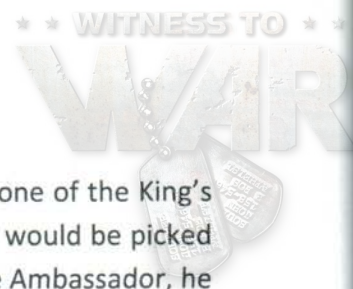 WITNESS TO
WAR
one of the King's
would be picked
e Ambassador, he